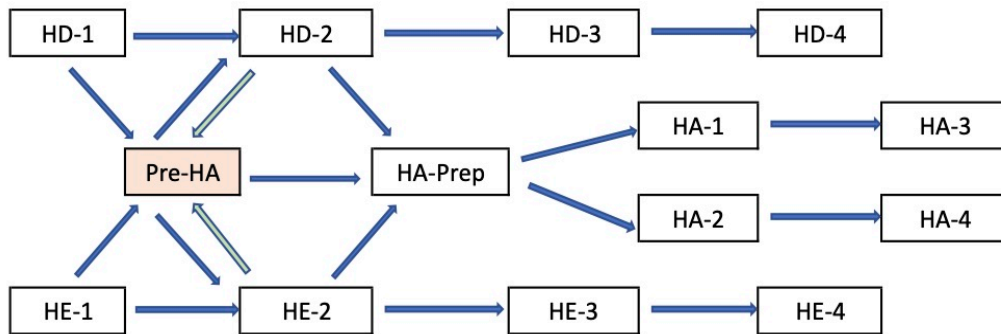 HD-1
HD-2
HD-3
HD-4
HA-1
HA-3
Pre-HA
HA-Prep
HA-2
HA-4
HE-1
HE-2
HE-3
HE-4